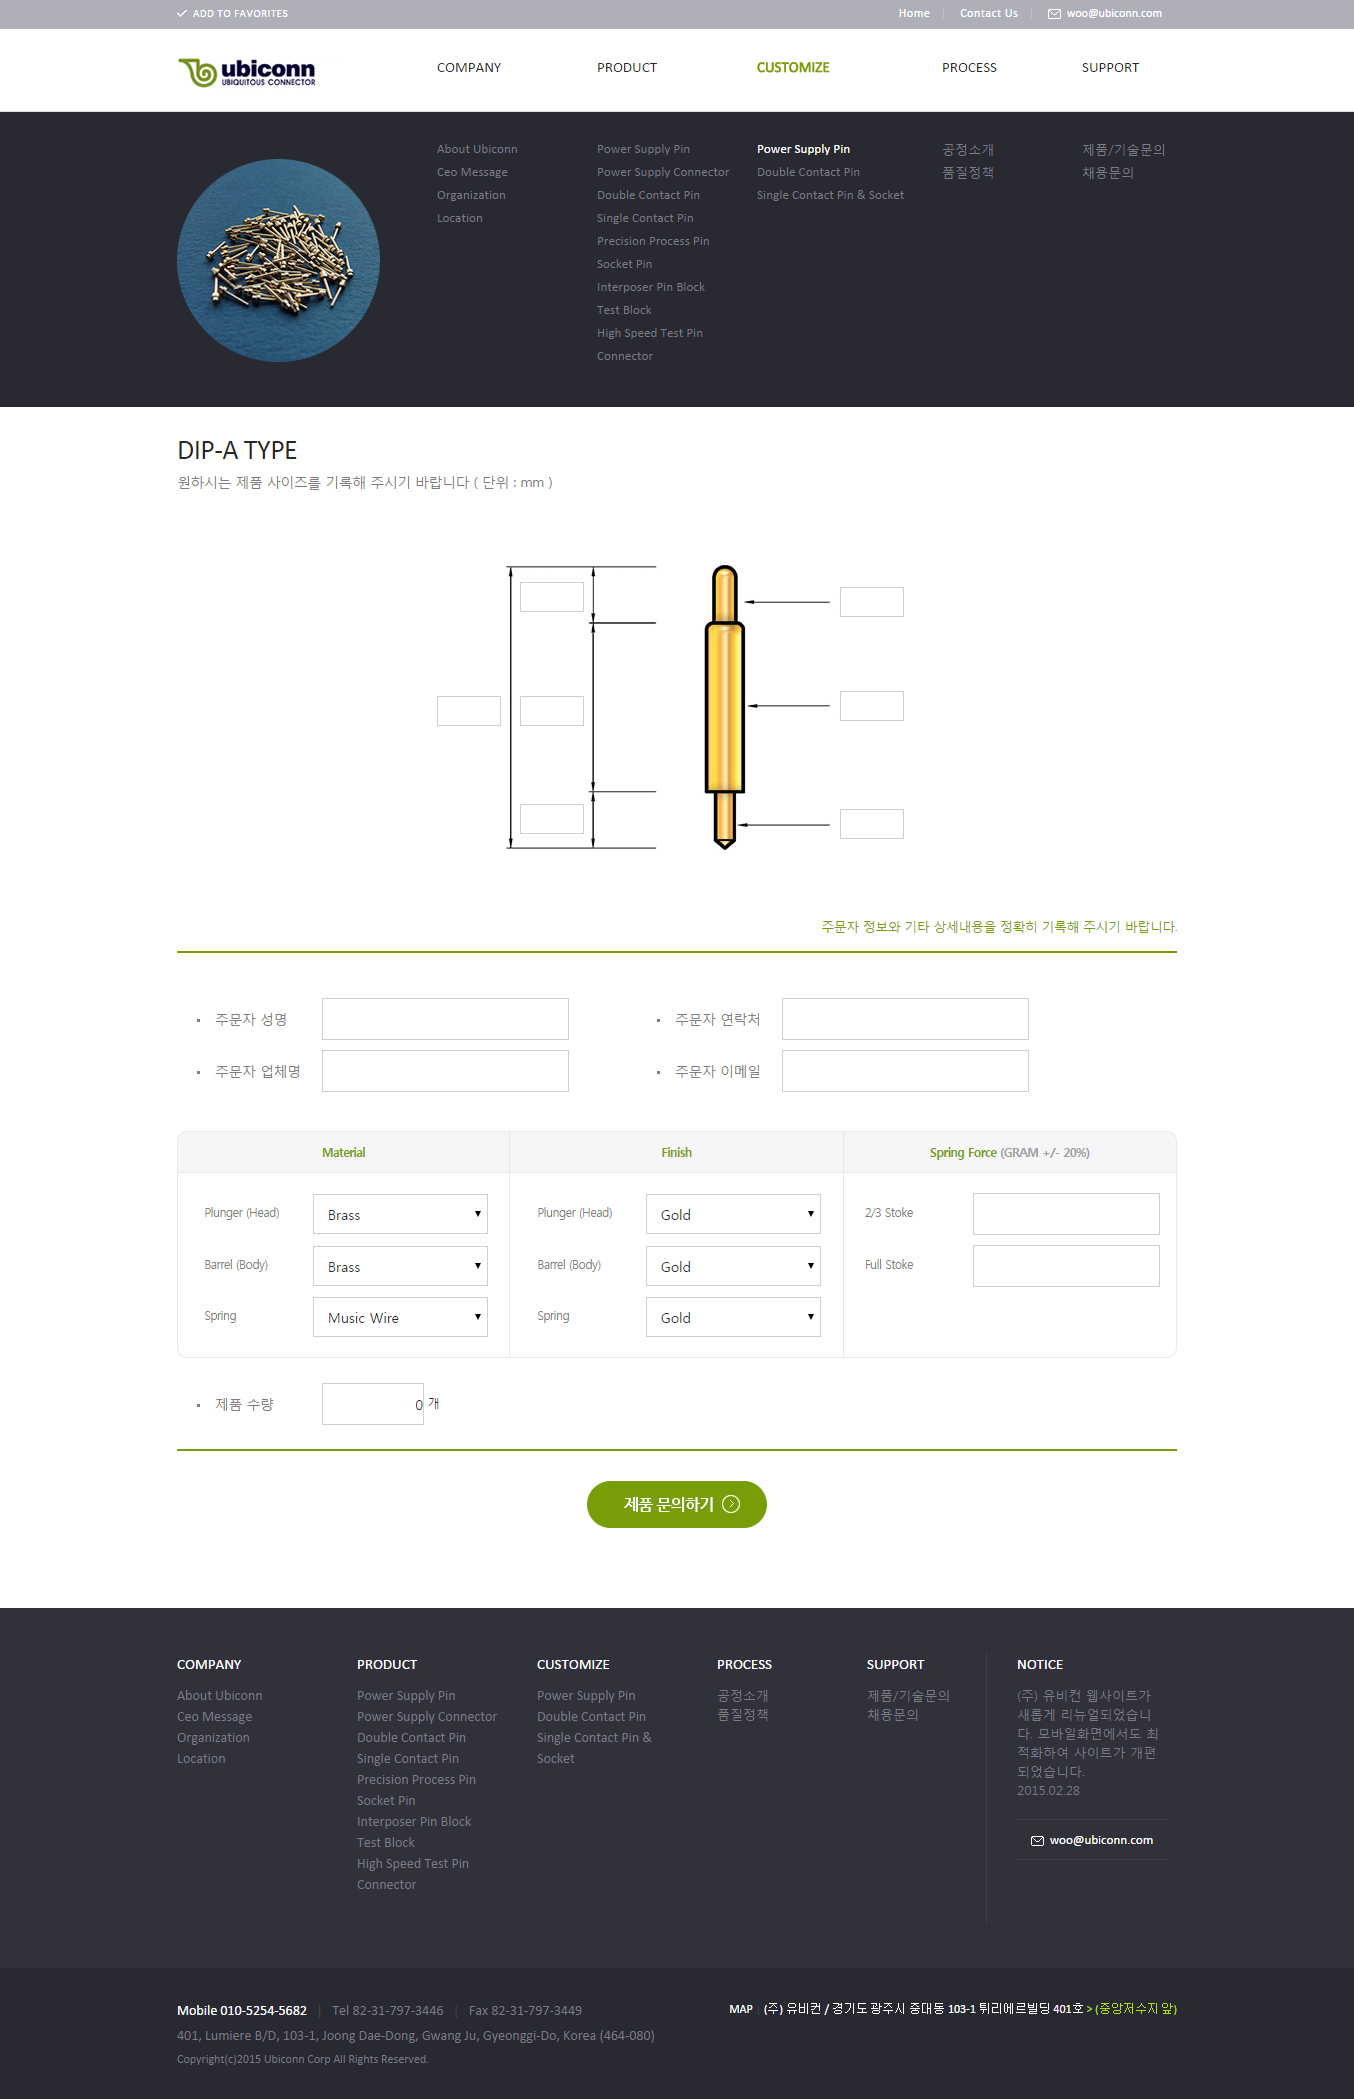 ADD TO FAVORITES
Home
Contact Us
woo@ubiconn.com
ubiconn
UBIQUITOUS CONNECTOR
COMPANY
PRODUCT
CUSTOMIZE
PROCESS
SUPPORT
About Ubiconn
Ceo Message
Organization
Location
Power Supply Pin
Power Supply Connector
Double Contact Pin
Single Contact Pin
Precision Process Pin
Socket Pin
Interposer Pin Block
Test Block
High Speed Test Pin
Connector
Power Supply Pin
Double Contact Pin
Single Contact Pin & Socket
공정소개
품질정책
제품/기술문의
채용문의
DIP-A TYPE
원하시는 제품 사이즈를 기록해 주시기 바랍니다 ( 단위 : mm )
주문자 정보와 기타 상세내용을 정확히 기록해 주시기 바랍니다.
주문자 성명
주문자 연락처
주문자 업체명
주문자 이메일
Material
Finish
Spring Force (GRAM +/- 20%)
Plunger (Head)
Brass
Barrel (Body)
Brass
Spring
Music Wire
Plunger (Head)
Gold
Barrel (Body)
Gold
Spring
Gold
2/3 Stoke
Full Stoke
제품 수량
0 개
제품 문의하기
COMPANY
About Ubiconn
Ceo Message
Organization
Location
PRODUCT
Power Supply Pin
Power Supply Connector
Double Contact Pin
Single Contact Pin
Precision Process Pin
Socket Pin
Interposer Pin Block
Test Block
High Speed Test Pin
Connector
CUSTOMIZE
Power Supply Pin
Double Contact Pin
Single Contact Pin &
Socket
PROCESS
공정소개
품질정책
SUPPORT
제품/기술문의
채용문의
NOTICE
(주) 유비컨 웹사이트가
새롭게 리뉴얼되었습니
다. 모바일화면에서도 최
적화하여 사이트가 개편
되었습니다.
2015.02.28
woo@ubiconn.com
Mobile 010-5254-5682 | Tel 82-31-797-3446 | Fax 82-31-797-3449
401, Lumiere B/D, 103-1, Joong Dae-Dong, Gwang Ju, Gyeonggi-Do, Korea (464-080)
Copyright(c)2015 Ubiconn Corp All Rights Reserved.
MAP | (주) 유비컨 / 경기도 광주시 중대동 103-1 뤼리에르빌딩 401호 > (중앙저수지 앞)